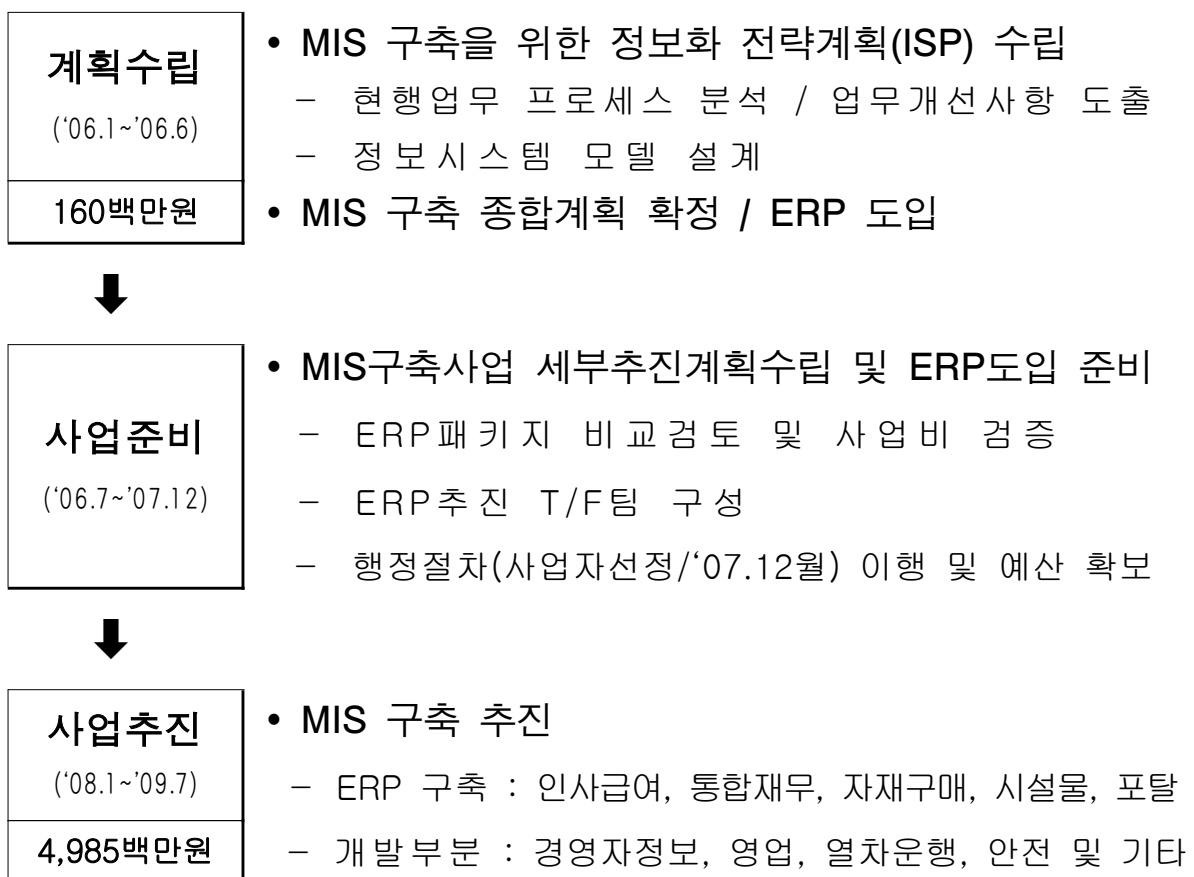 계획수립
('06.1~'06.6)
160백만원
• MIS 구축을 위한 정보화 전략계획(ISP) 수립
– 현행업무 프로세스 분석 / 업무개선사항 도출
– 정보시스템 모델 설계
• MIS 구축 종합계획 확정 / ERP 도입
사업준비
('06.7~'07.12)
• MIS구축사업 세부추진계획수립 및 ERP도입 준비
– ERP패키지 비교검토 및 사업비 검증
– ERP추진 T/F팀 구성
– 행정절차(사업자선정/'07.12월) 이행 및 예산 확보
사업추진
('08.1~'09.7)
4,985백만원
• MIS 구축 추진
– ERP 구축 : 인사급여, 통합재무, 자재구매, 시설물, 포탈
– 개발부분 : 경영자정보, 영업, 열차운행, 안전 및 기타